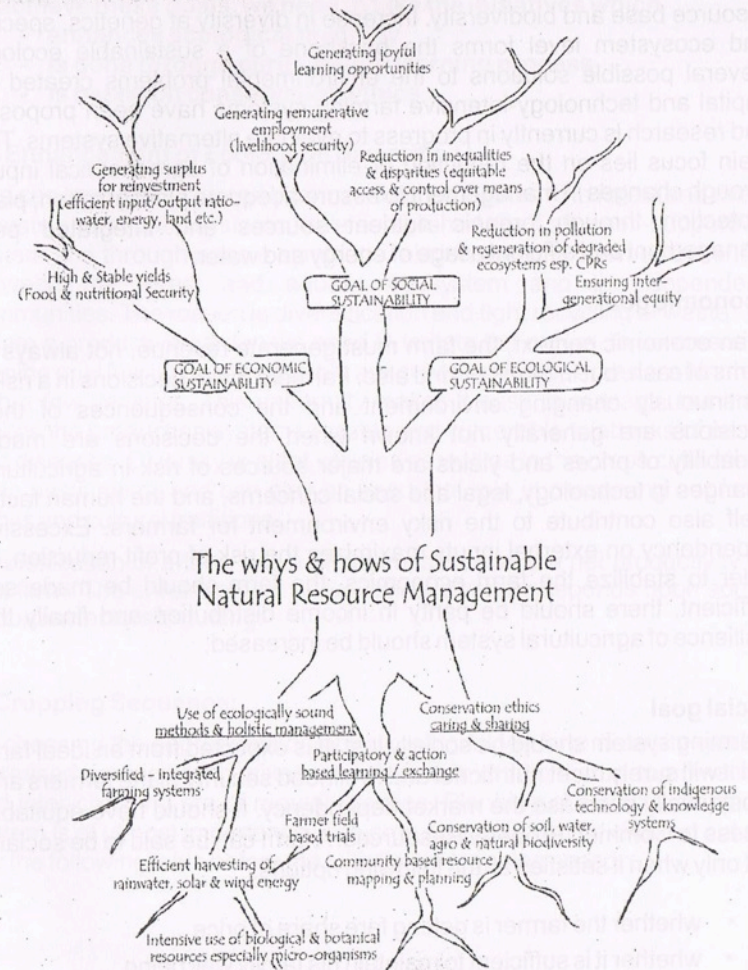 Generating joyful
learning opportunities
Generating remunerative
employment
(livelihood security)
Reduction in inequalities
& disparities (equitable
access & control over means
of production)
Generating surplus
for reinvestment
(efficient input/output ratio-
water, energy, land etc.)
Reduction in pollution
& regeneration of degraded
ecosystems esp. CPRS
High & Stable yields
(Food & nutritional Security)
GOAL OF SOCIAL
SUSTAINABILITY
Ensuring Inter-
generational equity
GOAL OF ECONOMIC
SUSTAINABILITY
GOAL OF ECOLOGICAL
SUSTAINABILITY
The whys & hows of Sustainable
Natural Resource Management
Use of ecologically sound
methods & holistic management
Conservation ethics
caring & sharing
Participatory & action
based learning / exchange
Diversified - Integrated
farming systems
Conservation of indigenous
technology & knowledge
systems
Farmer field
based trials
Conservation of soil, water,
agro & natural biodiversity
Efficient harvesting of
rainwater, solar & wind energy
Community based resource
mapping & planning
Intensive use of biological & botanical
resources especially micro-organisms